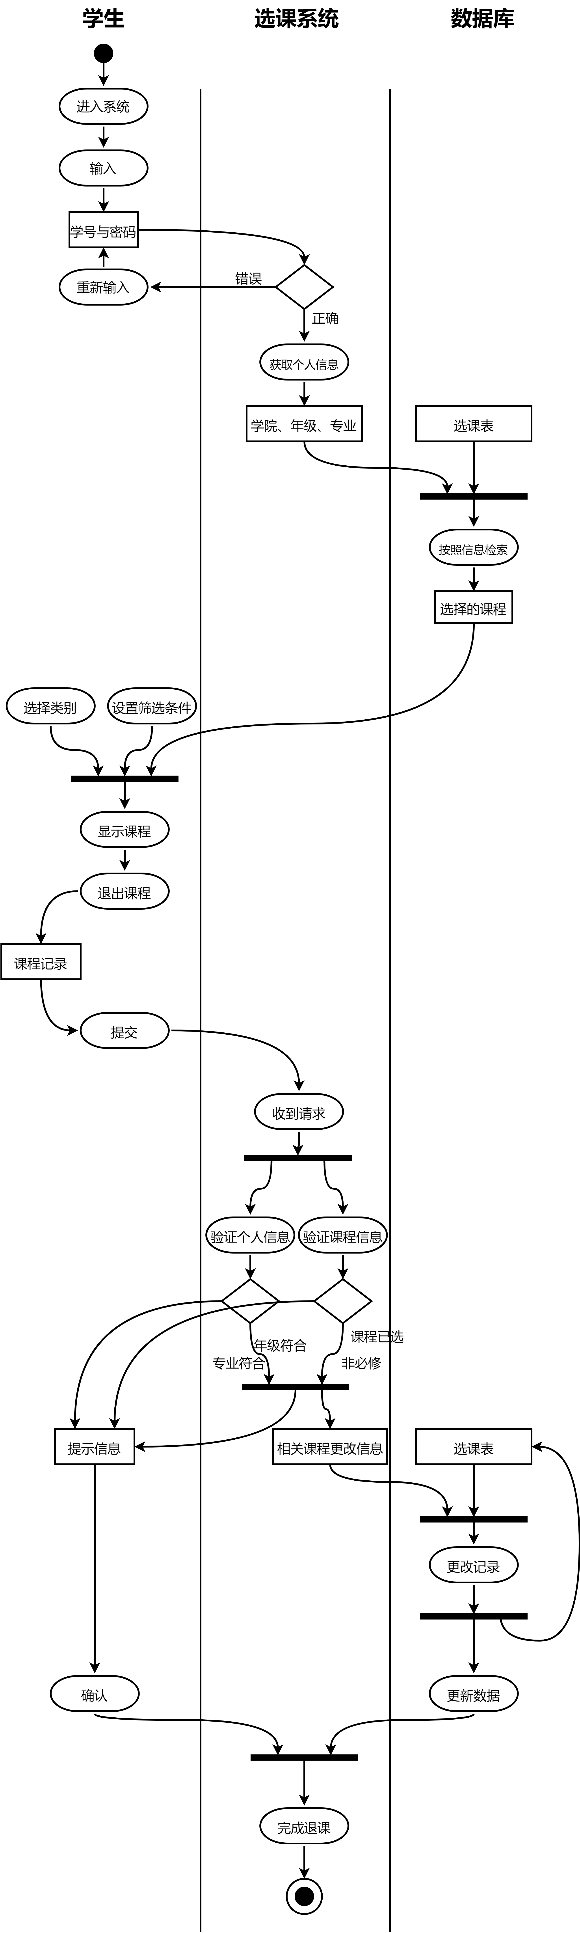 学生
选课系统
数据库
进入系统
输入
学号与密码
错误
重新输入
正确
获取个人信息
学院、年级、专业
选课表
按照信息检索
选择的课程
选择类别
设置筛选条件
显示课程
退出课程
课程记录
提交
收到请求
验证个人信息
验证课程信息
年级符合
专业符合
课程已选
非必修
提示信息
相关课程更改信息
选课表
更改记录
确认
更新数据
完成退课